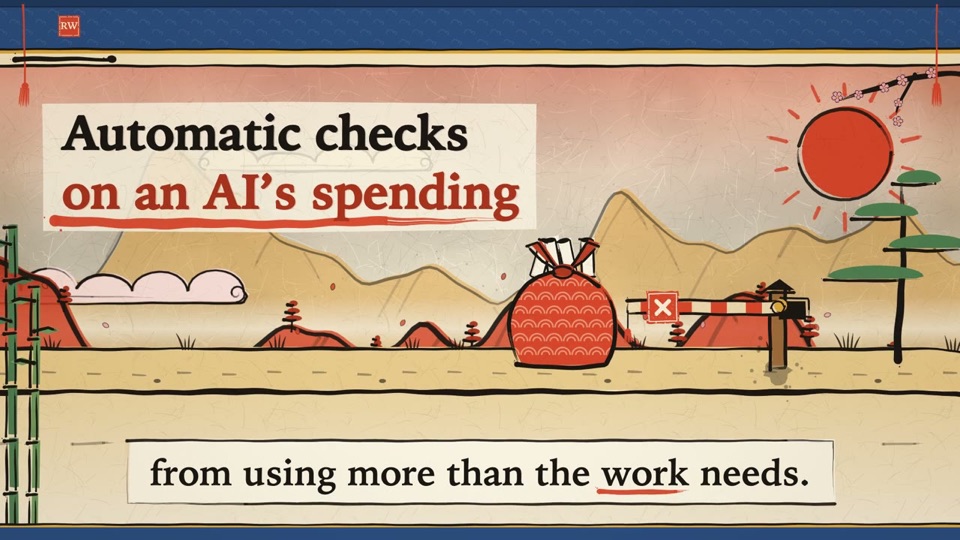 RW
Automatic checks
on an AI’s spending
from using more than the work needs.